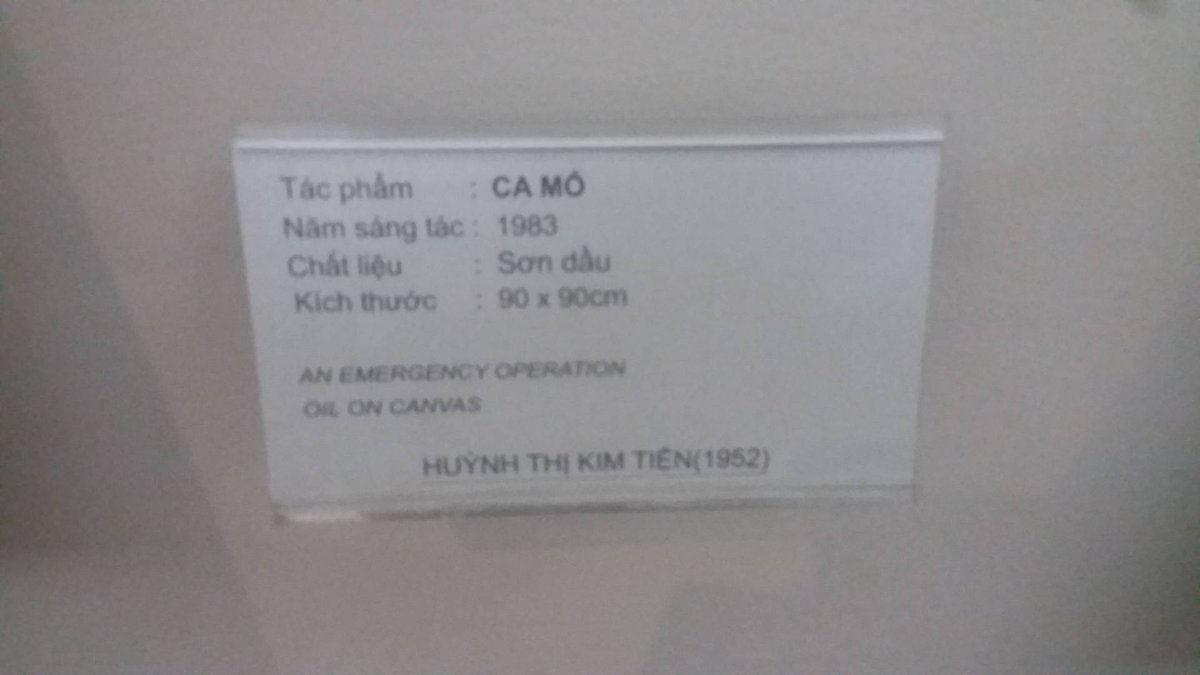 Tác phẩm : CA MỔ
Năm sáng tác : 1983
Chất liệu : Sơn dầu
Kích thước : 90 x 90cm
AN EMERGENCY OPERATION
OIL ON CANVAS
HUỲNH THỊ KIM TIẾN(1952)